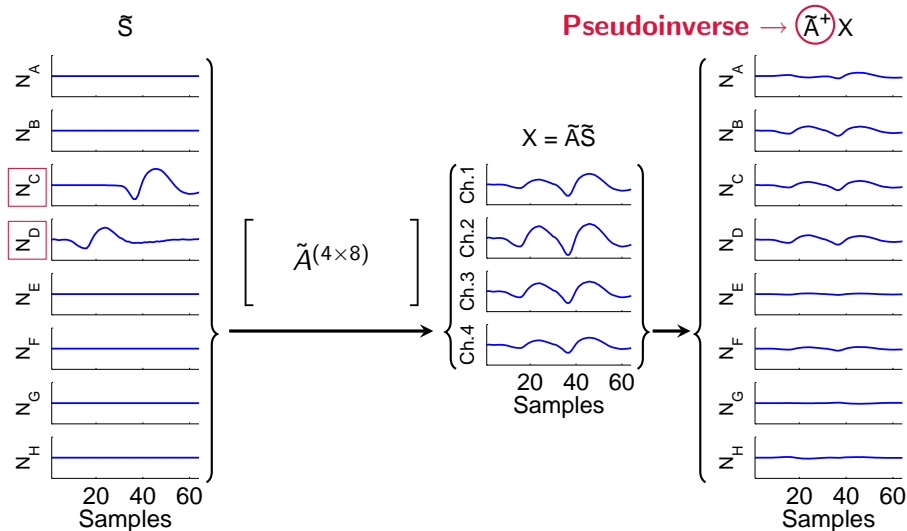 S̃
Pseudoinverse → Ã⁺X
N_A
N_B
N_C
N_D
N_E
N_F
N_G
N_H
20 40 60
Samples
Ã(4×8)
X = ÃS̃
Ch.1
Ch.2
Ch.3
Ch.4
20 40 60
Samples
N_A
N_B
N_C
N_D
N_E
N_F
N_G
N_H
20 40 60
Samples